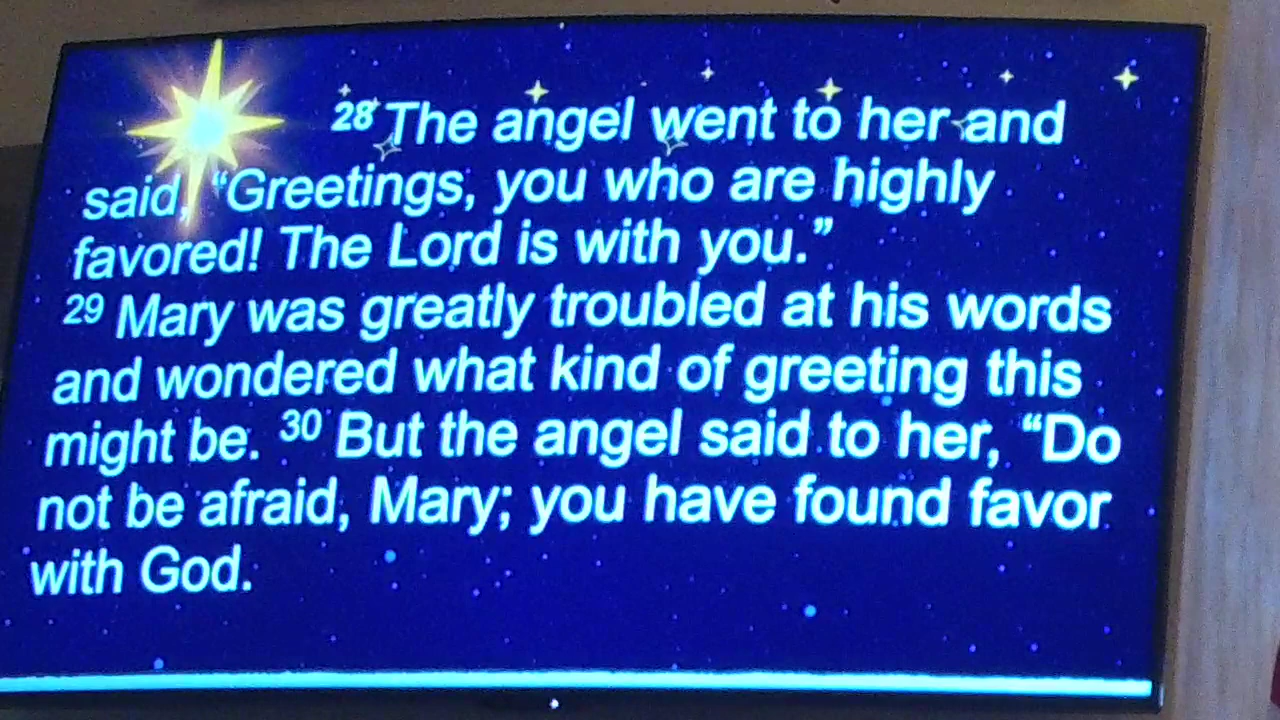 28 The angel went to her and
said, “Greetings, you who are highly
favored! The Lord is with you.”
29 Mary was greatly troubled at his words
and wondered what kind of greeting this
might be. 30 But the angel said to her, “Do
not be afraid, Mary; you have found favor
with God.